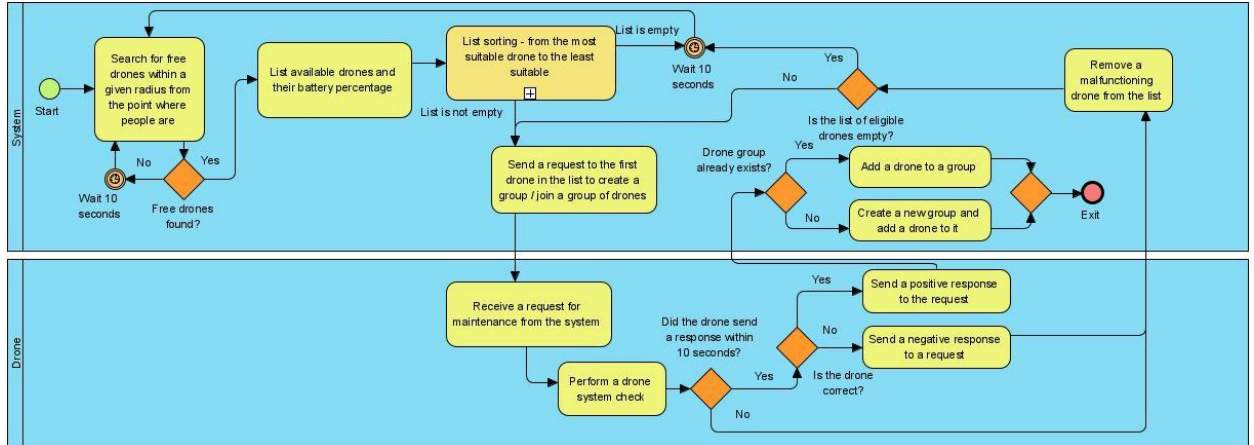 System
Start
Search for free
drones within a
given radius from
the point where
people are
No
Yes
Wait 10
seconds
Free drones
found?
List available drones and
their battery percentage
List sorting - from the most
suitable drone to the least
suitable
List is empty
List is not empty
Wait 10
seconds
Yes
No
Is the list of eligible
drones empty?
Remove a
malfunctioning
drone from the list
Send a request to the first
drone in the list to create a
group / join a group of drones
Drone group
already exists?
Yes
No
Add a drone to a group
Create a new group and
add a drone to it
Exit
Drone
Receive a request for
maintenance from the system
Perform a drone
system check
Did the drone send
a response within
10 seconds?
Yes
No
Yes
No
Is the drone
correct?
Send a positive response
to the request
Send a negative response
to a request